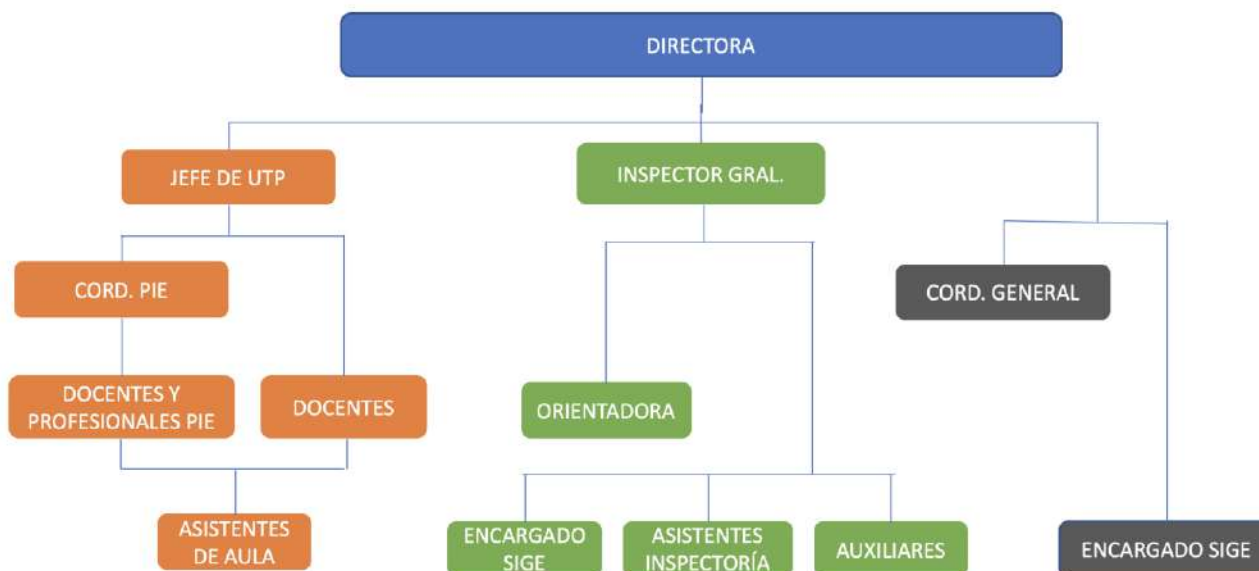 DIRECTORA
JEFE DE UTP
INSPECTOR GRAL.
CORD. PIE
CORD. GENERAL
DOCENTES Y
PROFESIONALES PIE
DOCENTES
ORIENTADORA
ASISTENTES
DE AULA
ENCARGADO
SIGE
ASISTENTES
INSPECTORÍA
AUXILIARES
ENCARGADO SIGE